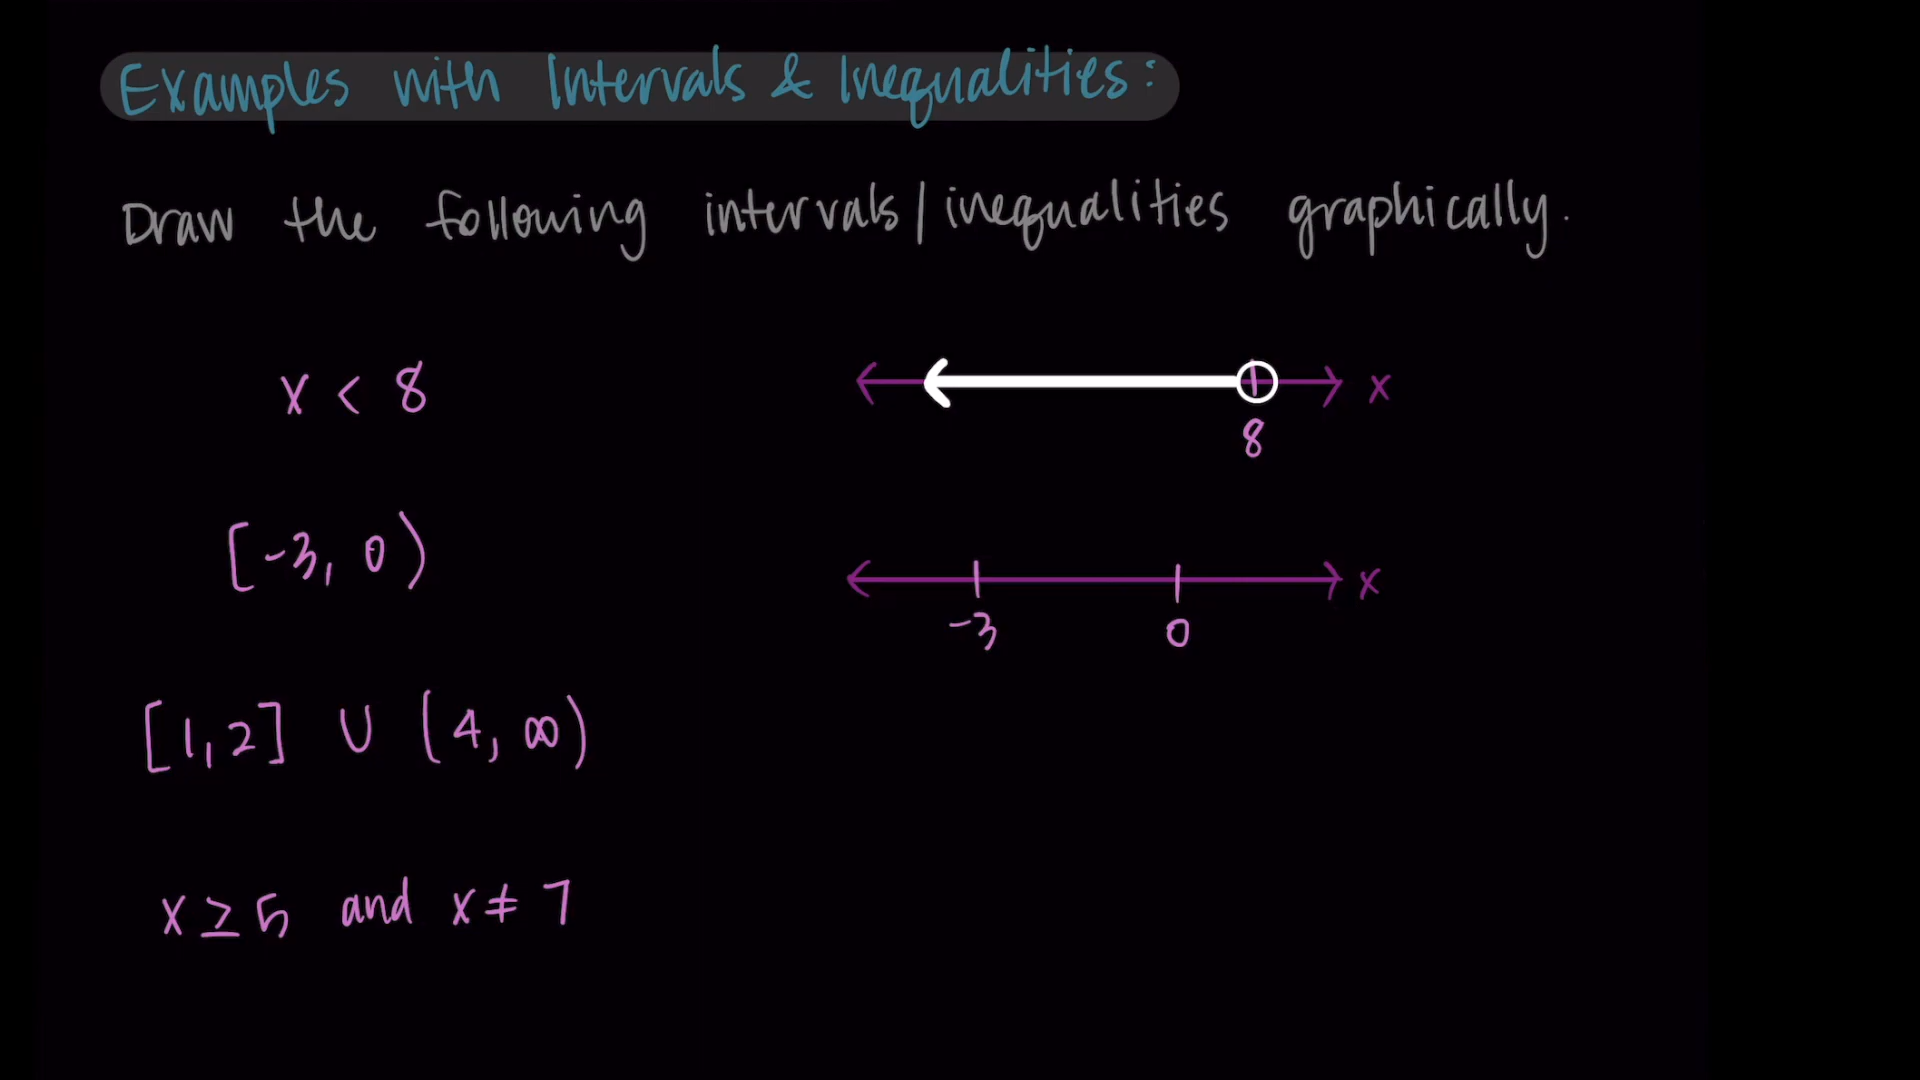 Examples with Intervals & Inequalities:
Draw the following intervals/inequalities graphically.
x < 8
x
8
[-3, 0)
x
-3 0
[1,2] ∪ (4, ∞)
x ≥ 5 and x ≠ 7